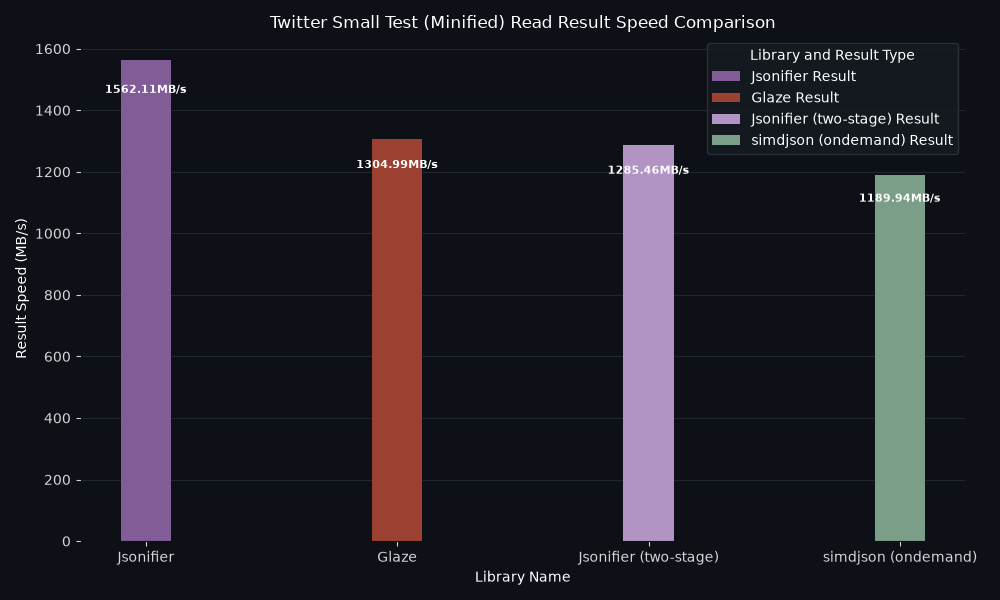 Twitter Small Test (Minified) Read Result Speed Comparison
Library and Result Type
Jsonifier Result
Glaze Result
Jsonifier (two-stage) Result
simdjson (ondemand) Result
1562.11MB/s
1304.99MB/s
1285.46MB/s
1189.94MB/s
Result Speed (MB/s)
1600
1400
1200
1000
800
600
400
200
0
Jsonifier
Glaze
Jsonifier (two-stage)
simdjson (ondemand)
Library Name